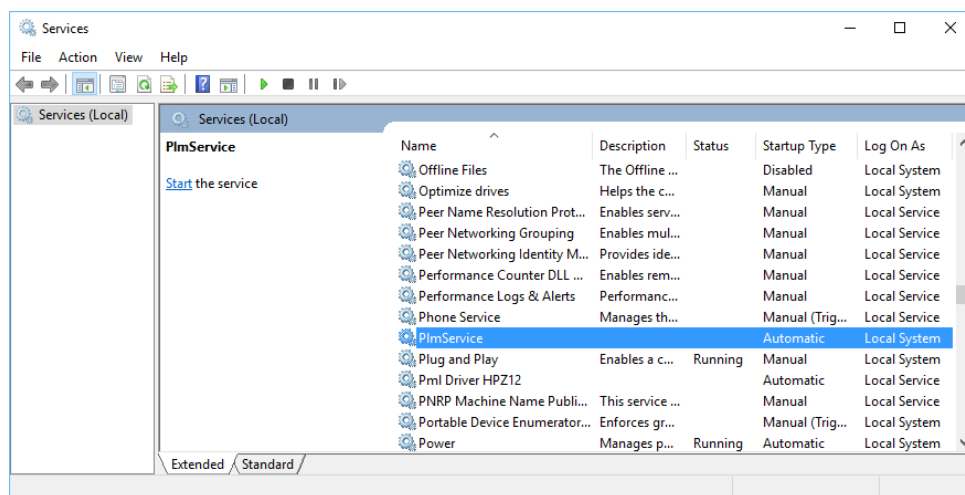 Services
File Action View Help
Services (Local)
Services (Local)
PlmService
Start the service
Name Description Status Startup Type Log On As
Offline Files The Offline ... Disabled Local System
Optimize drives Helps the c... Manual Local System
Peer Name Resolution Prot... Enables serv... Manual Local Service
Peer Networking Grouping Enables mul... Manual Local Service
Peer Networking Identity M... Provides ide... Manual Local Service
Performance Counter DLL ... Enables rem... Manual Local Service
Performance Logs & Alerts Performanc... Manual Local Service
Phone Service Manages th... Manual (Trig... Local Service
PlmService Automatic Local System
Plug and Play Enables a c... Running Manual Local System
Pml Driver HPZ12 Automatic Local Service
PNRP Machine Name Publi... This service ... Manual Local Service
Portable Device Enumerator... Enforces gr... Manual (Trig... Local System
Power Manages p... Running Automatic Local System
Extended Standard